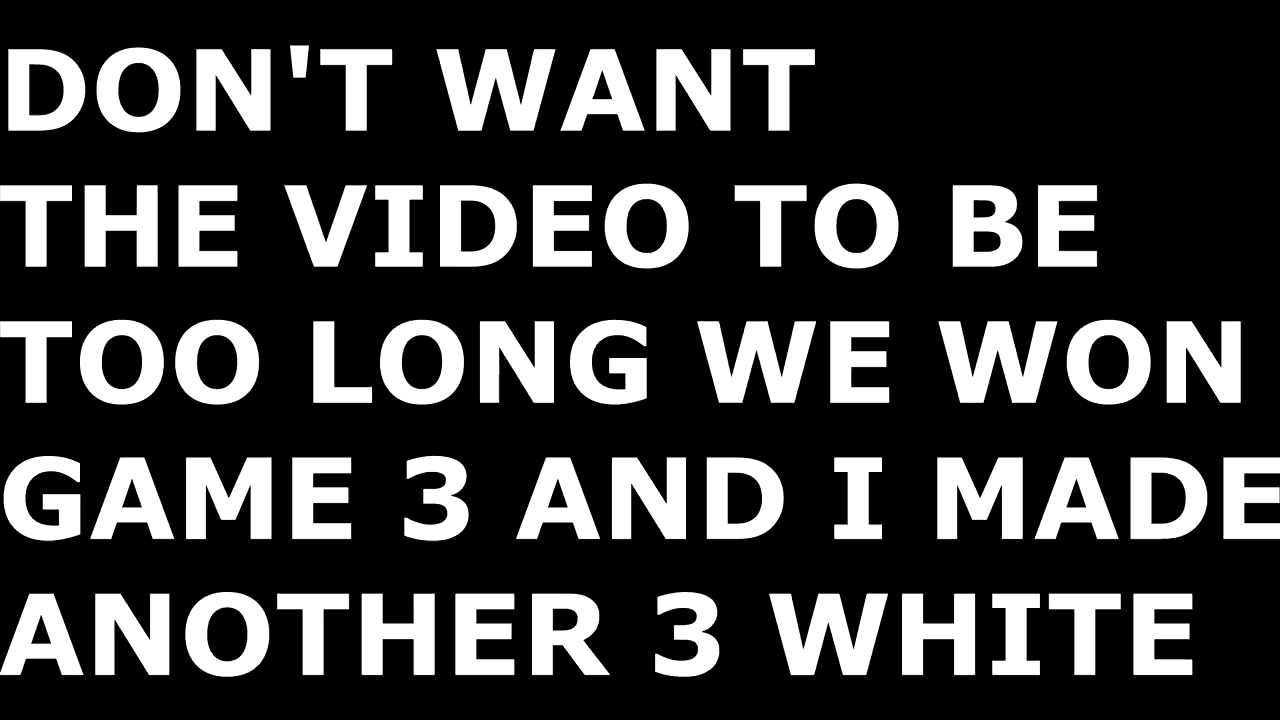 DON'T WANT
THE VIDEO TO BE
TOO LONG WE WON
GAME 3 AND I MADE
ANOTHER 3 WHITE